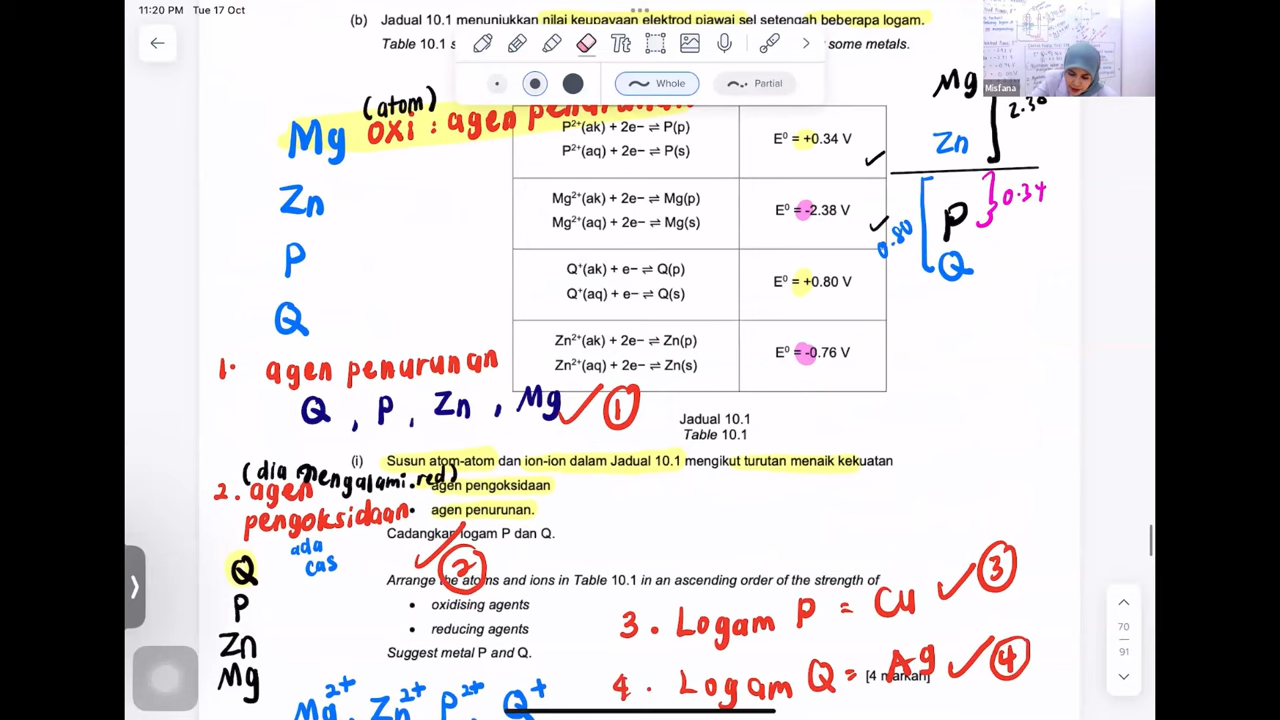 11:20 PM Tue 17 Oct
(b) Jadual 10.1 menunjukkan nilai keupayaan elektrod piawai sel setengah beberapa logam.
Table 10.1 s
some metals.
Tt
Whole
Partial
Misfana
(atom)
Mg oxi : agen penurunan
Zn
P
Q
P²⁺(ak) + 2e− ⇌ P(p)
P²⁺(aq) + 2e− ⇌ P(s)
E⁰ = +0.34 V
Mg²⁺(ak) + 2e− ⇌ Mg(p)
Mg²⁺(aq) + 2e− ⇌ Mg(s)
E⁰ = -2.38 V
Q⁺(ak) + e− ⇌ Q(p)
Q⁺(aq) + e− ⇌ Q(s)
E⁰ = +0.80 V
Zn²⁺(ak) + 2e− ⇌ Zn(p)
Zn²⁺(aq) + 2e− ⇌ Zn(s)
E⁰ = -0.76 V
Mg
2.38
Zn
P
0.34
0.80
Q
1. agen penurunan
Q , P , Zn , Mg ✓ ①
Jadual 10.1
Table 10.1
(i) Susun atom-atom dan ion-ion dalam Jadual 10.1 mengikut turutan menaik kekuatan
• agen pengoksidaan
• agen penurunan.
Cadangkan logam P dan Q.
(dia mengalami red)
2. agen
pengoksidaan
ada
cas
Q
P
Zn
Mg
✓ ②
Arrange the atoms and ions in Table 10.1 in an ascending order of the strength of
• oxidising agents
• reducing agents
Suggest metal P and Q.
3. Logam P = Cu ✓ ③
4. Logam Q = Ag ✓ ④
[4 markah]
Mg²⁺, Zn²⁺, P²⁺, Q⁺
70
91